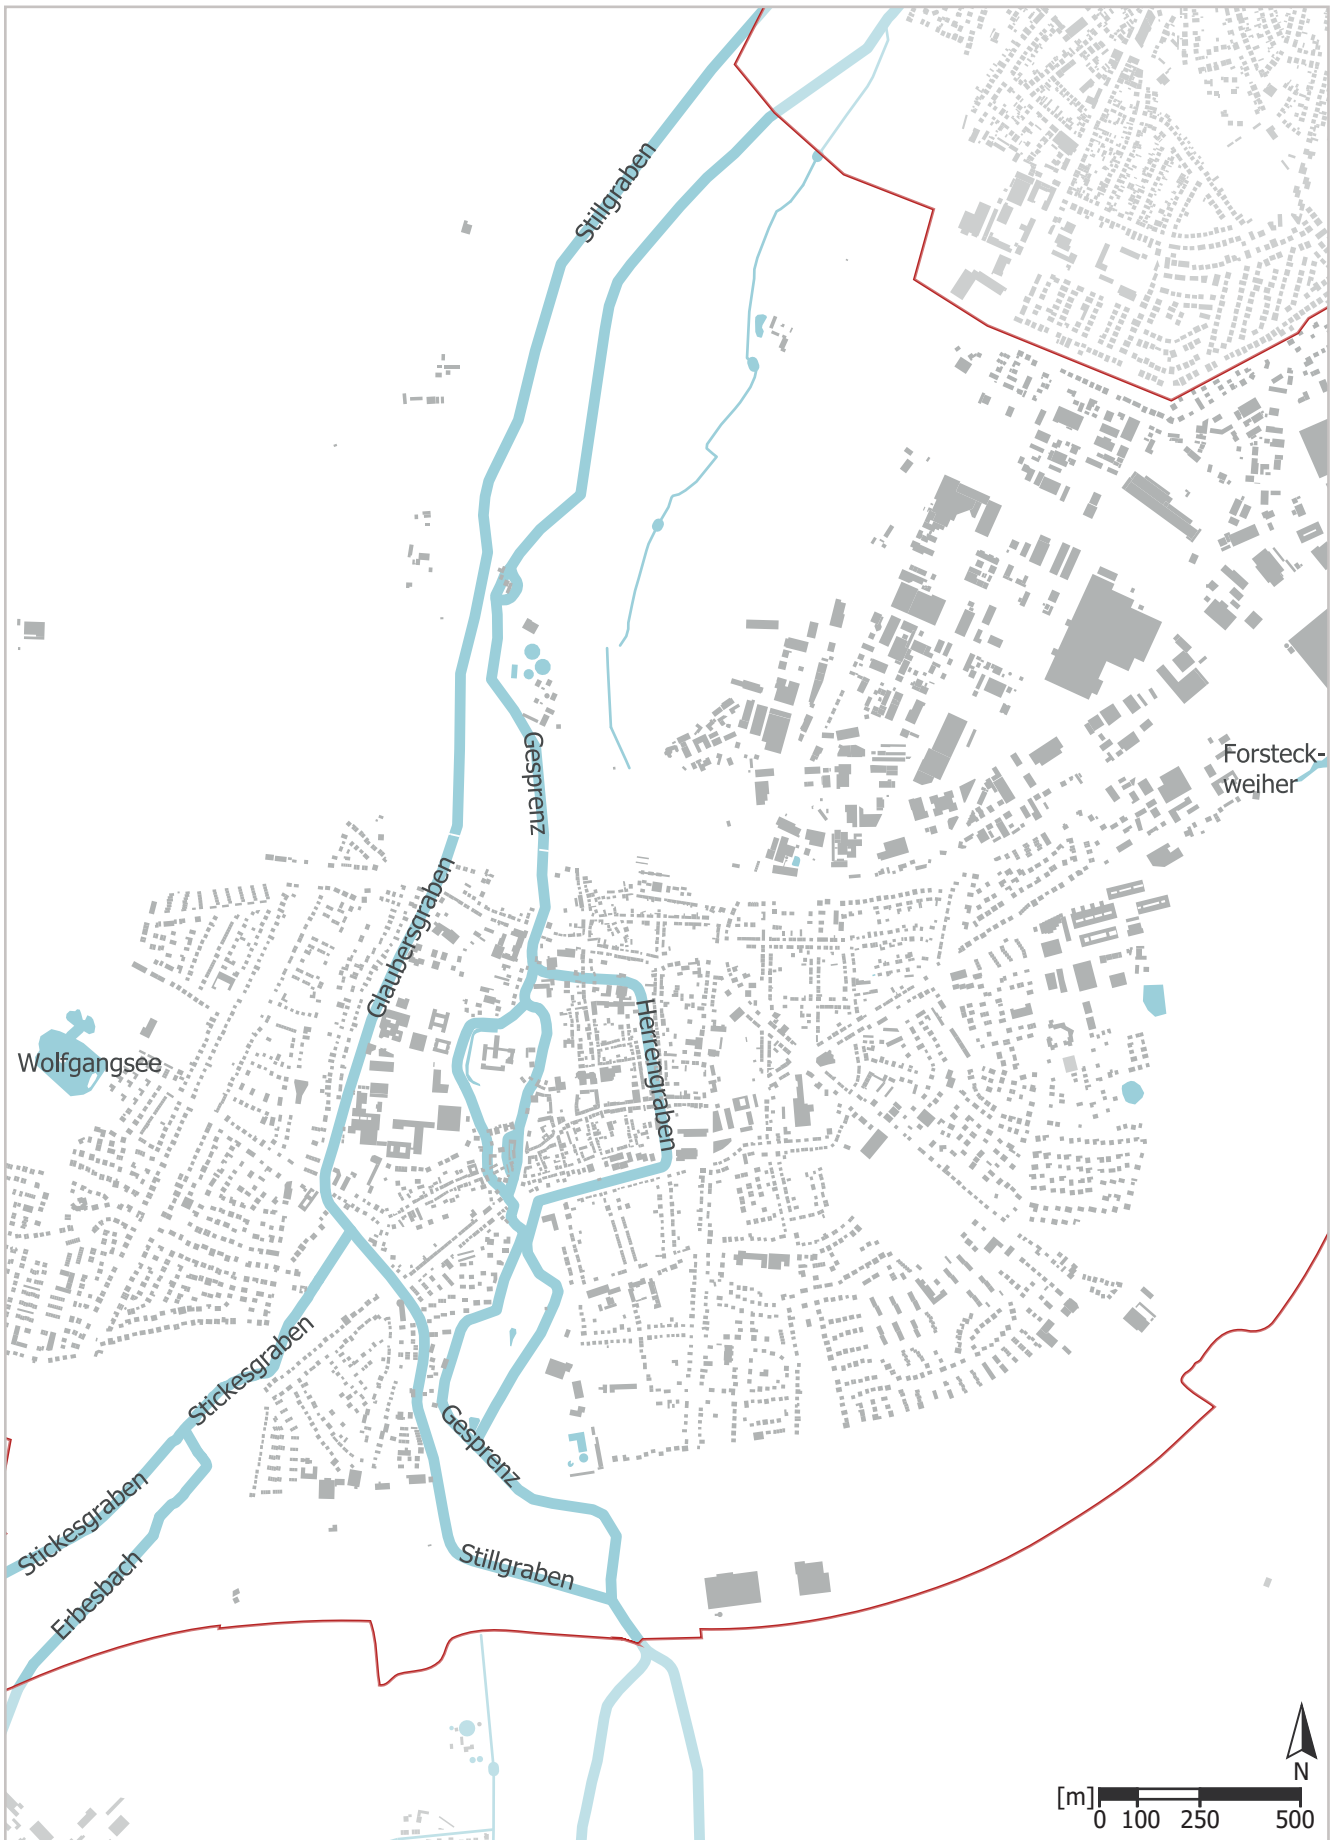 Stillgraben
Gesprenz
Forsteck-
weiher
Glaubersgraben
Herrengraben
Wolfgangsee
Stickesgraben
Gesprenz
Stickesgraben
Stillgraben
Erbesbach
N
[m]
0 100 250 500